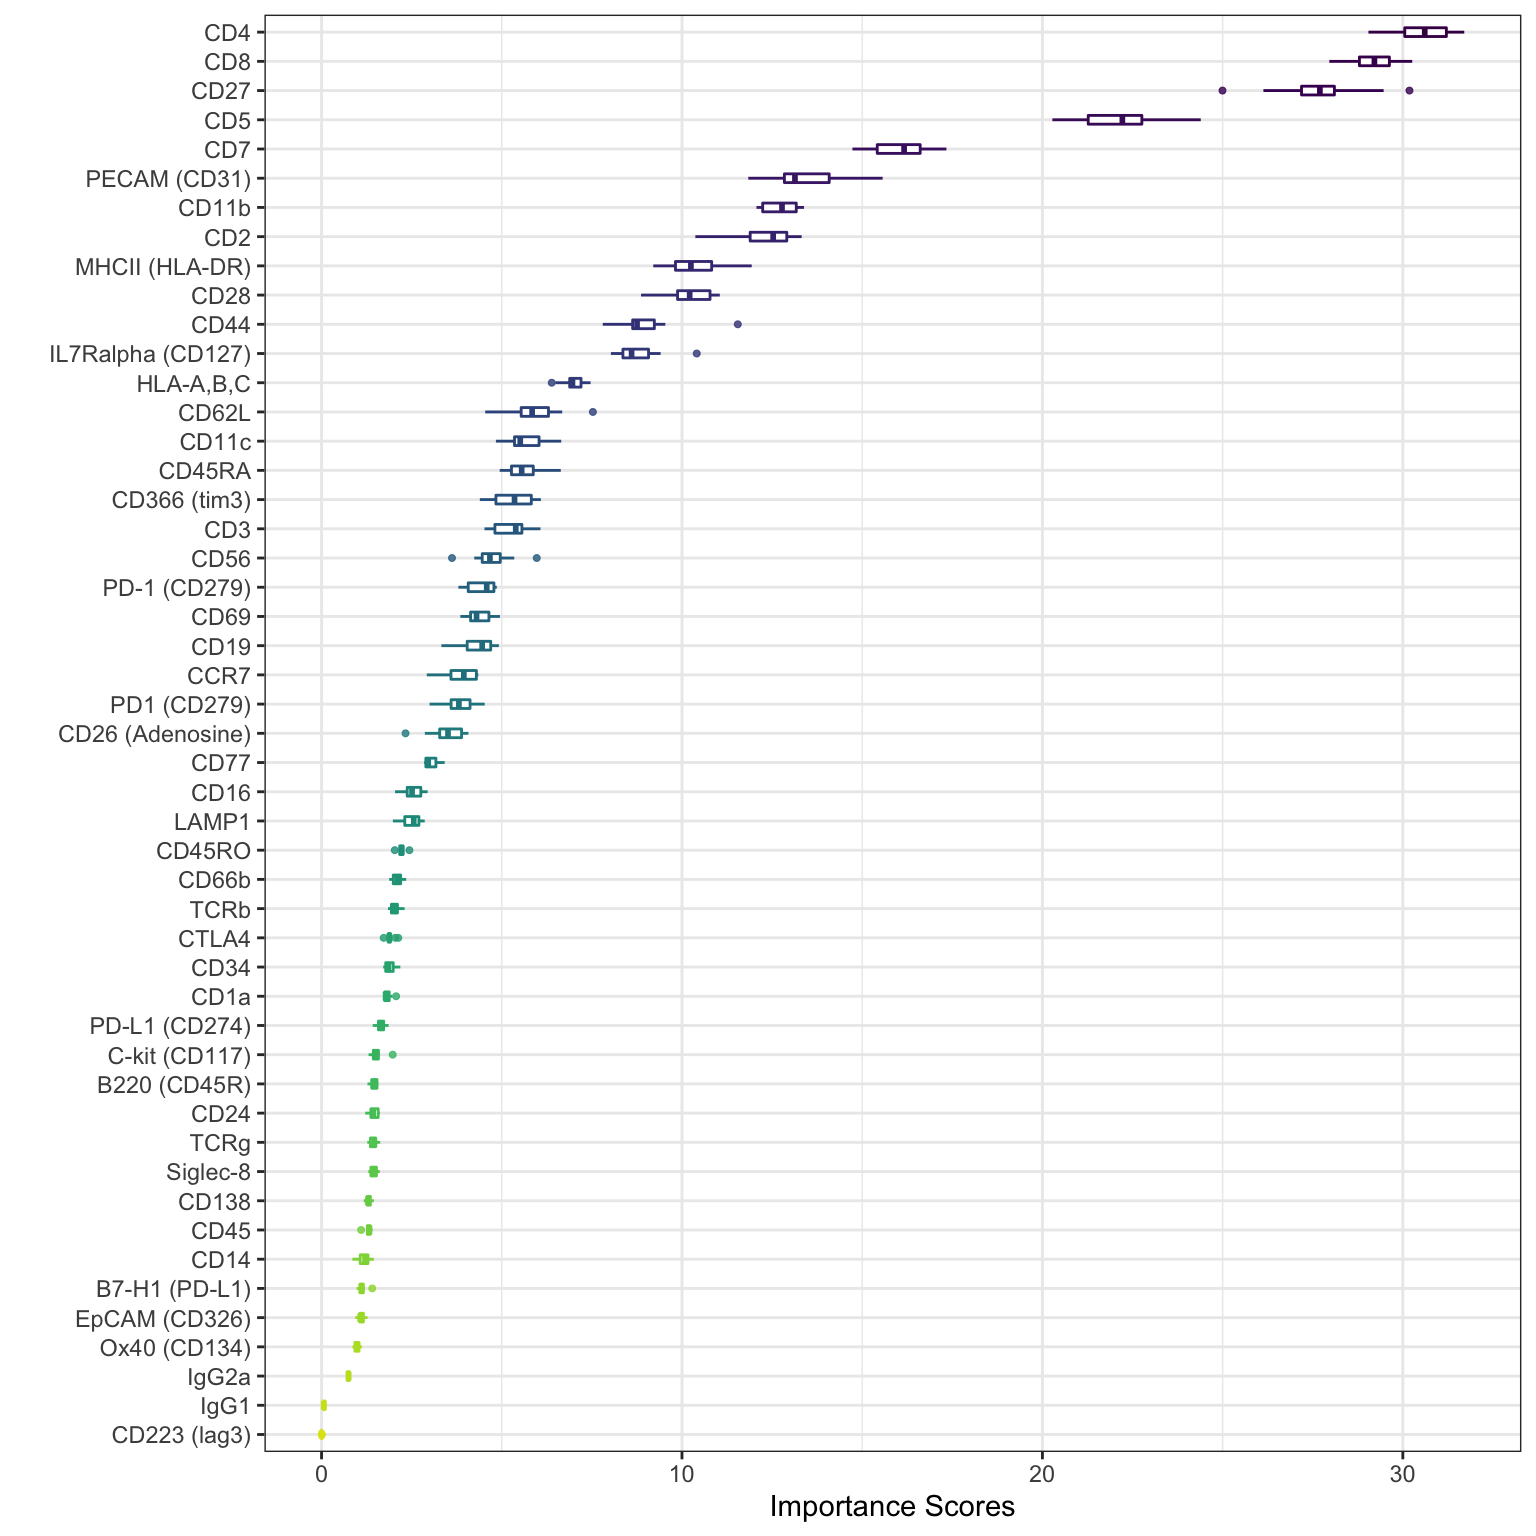 CD4
CD8
CD27
CD5
CD7
PECAM (CD31)
CD11b
CD2
MHCII (HLA-DR)
CD28
CD44
IL7Ralpha (CD127)
HLA-A,B,C
CD62L
CD11c
CD45RA
CD366 (tim3)
CD3
CD56
PD-1 (CD279)
CD69
CD19
CCR7
PD1 (CD279)
CD26 (Adenosine)
CD77
CD16
LAMP1
CD45RO
CD66b
TCRb
CTLA4
CD34
CD1a
PD-L1 (CD274)
C-kit (CD117)
B220 (CD45R)
CD24
TCRg
Siglec-8
CD138
CD45
CD14
B7-H1 (PD-L1)
EpCAM (CD326)
Ox40 (CD134)
IgG2a
IgG1
CD223 (lag3)
0 10 20 30
Importance Scores